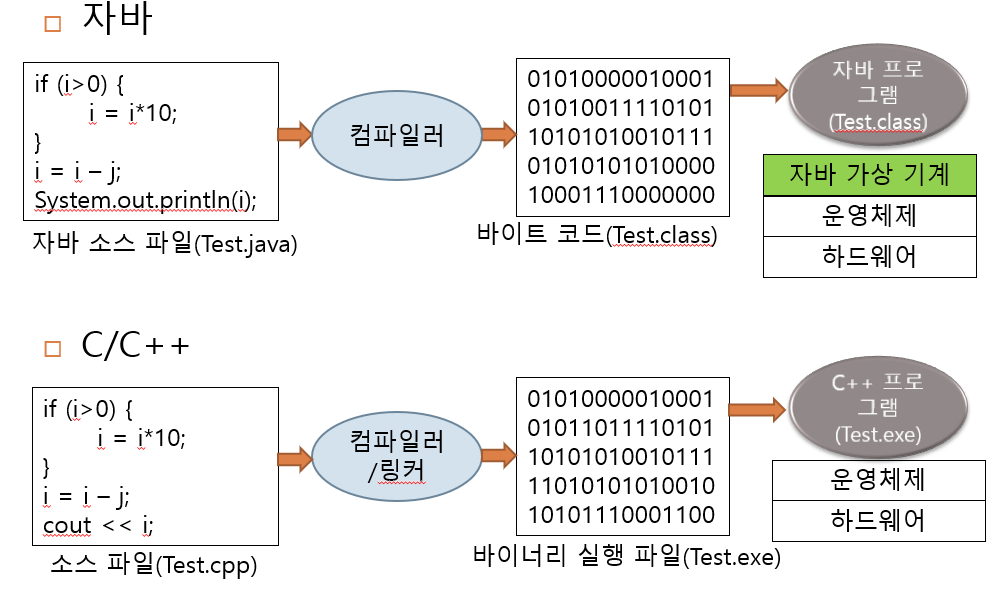 자바
if (i>0) {
i = i*10;
}
i = i – j;
System.out.println(i);
자바 소스 파일(Test.java)
컴파일러
01010000010001
01010011110101
10101010010111
01010101010000
10001110000000
바이트 코드(Test.class)
자바 프로
그램
(Test.class)
자바 가상 기계
운영체제
하드웨어
C/C++
if (i>0) {
i = i*10;
}
i = i – j;
cout << i;
소스 파일(Test.cpp)
컴파일러
/링커
01010000010001
01011011110101
10101010010111
11010101010010
10101110001100
바이너리 실행 파일(Test.exe)
C++ 프로
그램
(Test.exe)
운영체제
하드웨어